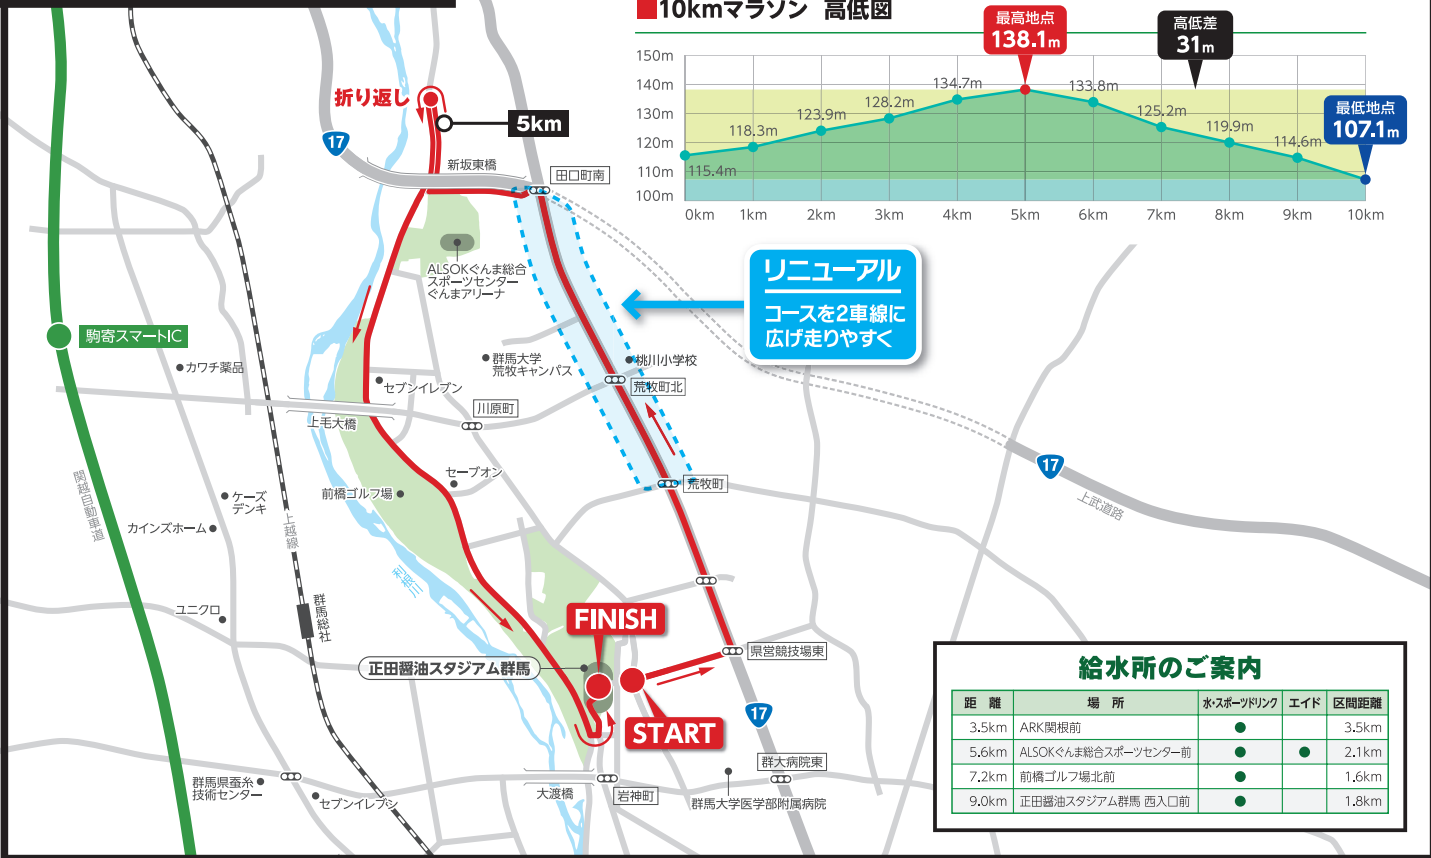 ■10kmマラソン 高低図
最高地点
138.1m
高低差
31m
最低地点
107.1m
150m
140m
130m
120m
110m
100m
115.4m
118.3m
123.9m
128.2m
134.7m
133.8m
125.2m
119.9m
114.6m
0km
1km
2km
3km
4km
5km
6km
7km
8km
9km
10km
折り返し
5km
17
新坂東橋
田口町南
ALSOKぐんま総合
スポーツセンター
ぐんまアリーナ
リニューアル
コースを2車線に
広げ走りやすく
駒寄スマートIC
カワチ薬品
群馬大学
荒牧キャンパス
桃川小学校
セブンイレブン
荒牧町北
川原町
上毛大橋
セーブオン
荒牧町
17
上武道路
前橋ゴルフ場
関越自動車道
ケーズ
デンキ
カインズホーム
上越線
利根川
ユニクロ
群馬総社
FINISH
正田醤油スタジアム群馬
県営競技場東
START
17
群大病院東
群馬県蚕糸
技術センター
セブンイレブン
大渡橋
岩神町
群馬大学医学部附属病院
給水所のご案内
距 離 場 所 水・スポーツドリンク エイド 区間距離
3.5km ARK関根前 ● 3.5km
5.6km ALSOKぐんま総合スポーツセンター前 ● ● 2.1km
7.2km 前橋ゴルフ場北前 ● 1.6km
9.0km 正田醤油スタジアム群馬 西入口前 ● 1.8km